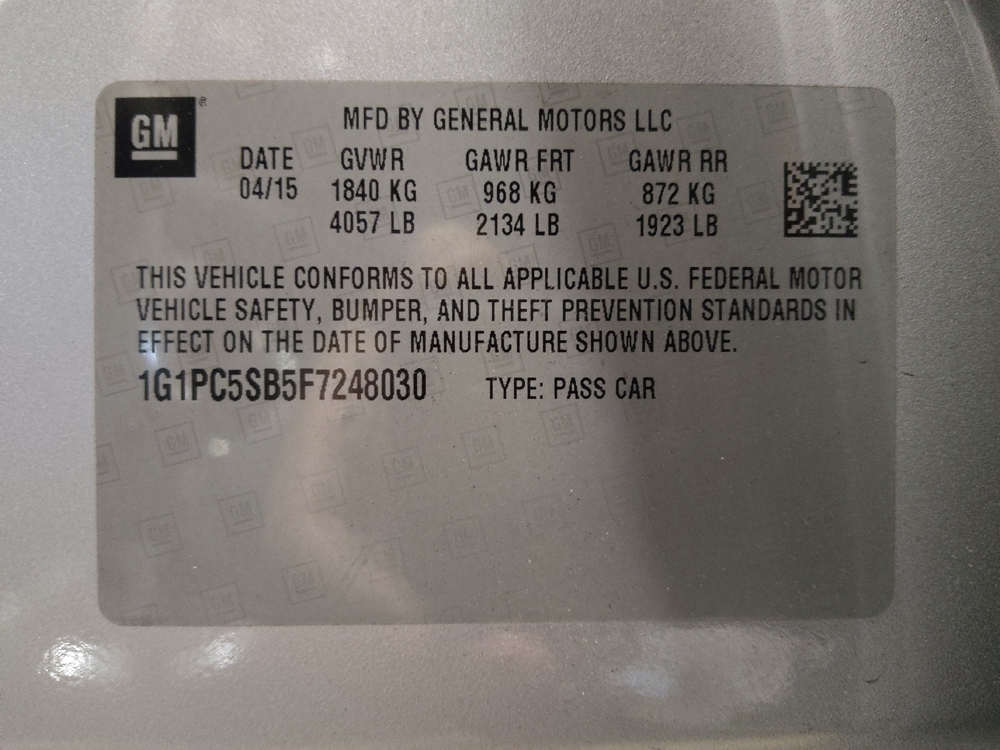 GM ®
MFD BY GENERAL MOTORS LLC
DATE GVWR GAWR FRT GAWR RR
04/15 1840 KG 968 KG 872 KG
4057 LB 2134 LB 1923 LB
THIS VEHICLE CONFORMS TO ALL APPLICABLE U.S. FEDERAL MOTOR
VEHICLE SAFETY, BUMPER, AND THEFT PREVENTION STANDARDS IN
EFFECT ON THE DATE OF MANUFACTURE SHOWN ABOVE.
1G1PC5SB5F7248030 TYPE: PASS CAR